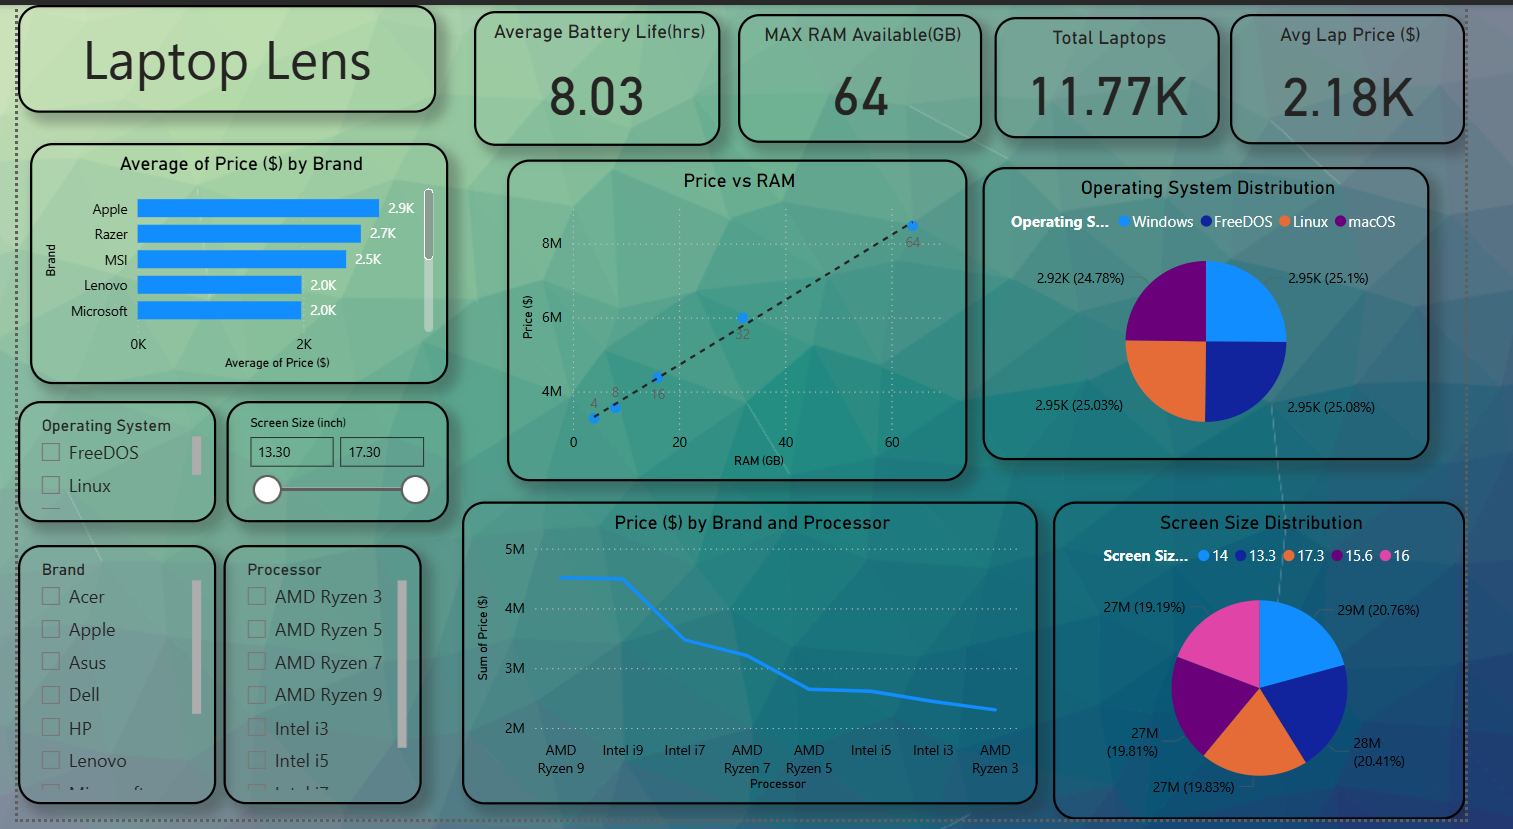 Laptop Lens
Average Battery Life(hrs)
8.03
MAX RAM Available(GB)
64
Total Laptops
11.77K
Avg Lap Price ($)
2.18K
Average of Price ($) by Brand
Brand
Apple
2.9K
Razer
2.7K
MSI
2.5K
Lenovo
2.0K
Microsoft
2.0K
0K
2K
Average of Price ($)
Price vs RAM
Price ($)
8M
6M
4M
64
32
16
8
4
0
20
40
60
RAM (GB)
Operating System Distribution
Operating S...
Windows
FreeDOS
Linux
macOS
2.92K (24.78%)
2.95K (25.1%)
2.95K (25.03%)
2.95K (25.08%)
Operating System
FreeDOS
Linux
Screen Size (inch)
13.30
17.30
Brand
Acer
Apple
Asus
Dell
HP
Lenovo
Processor
AMD Ryzen 3
AMD Ryzen 5
AMD Ryzen 7
AMD Ryzen 9
Intel i3
Intel i5
Price ($) by Brand and Processor
Sum of Price ($)
5M
4M
3M
2M
AMD
Ryzen 9
Intel i9
Intel i7
AMD
Ryzen 7
AMD
Ryzen 5
Intel i5
Intel i3
AMD
Ryzen 3
Processor
Screen Size Distribution
Screen Siz...
14
13.3
17.3
15.6
16
27M (19.19%)
29M (20.76%)
27M
(19.81%)
28M
(20.41%)
27M (19.83%)